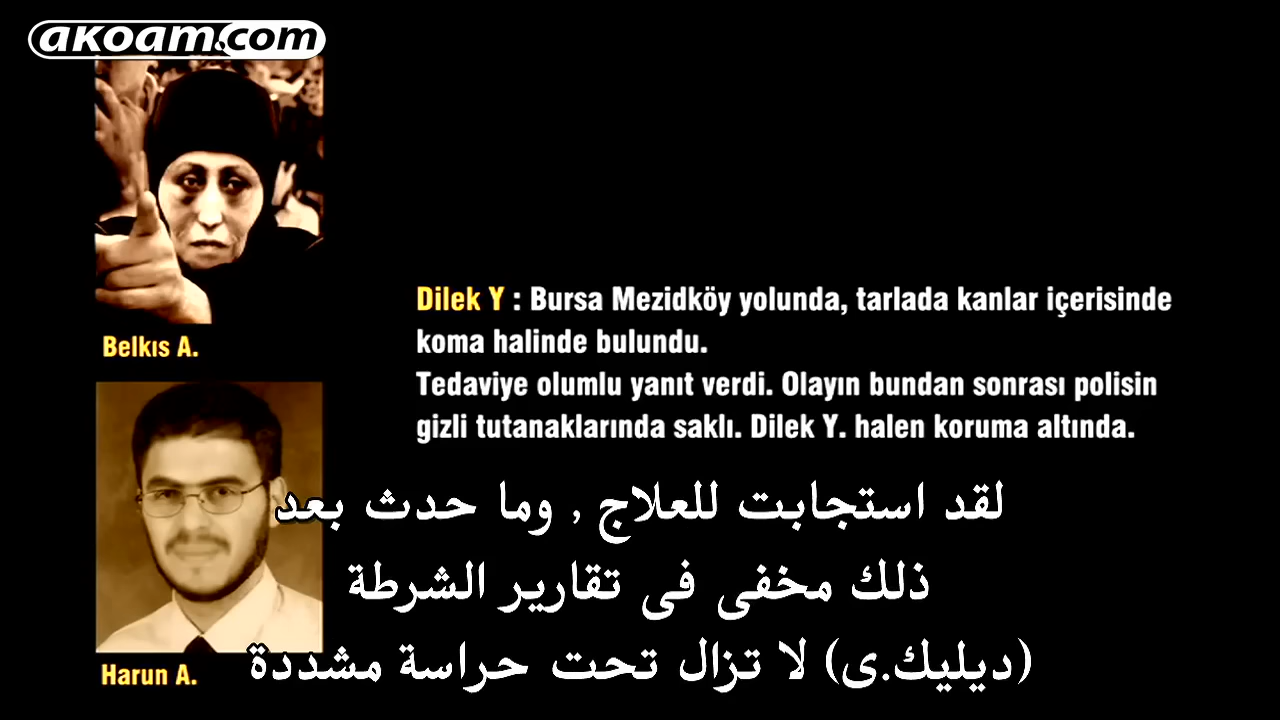 akoam.com
Belkıs A.
Dilek Y : Bursa Mezidköy yolunda, tarlada kanlar içerisinde
koma halinde bulundu.
Tedaviye olumlu yanıt verdi. Olayın bundan sonrası polisin
gizli tutanaklarında saklı. Dilek Y. halen koruma altında.
Harun A.
لقد استجابت للعلاج , وما حدث بعد
ذلك مخفى فى تقارير الشرطة
(ديليك.ى) لا تزال تحت حراسة مشددة